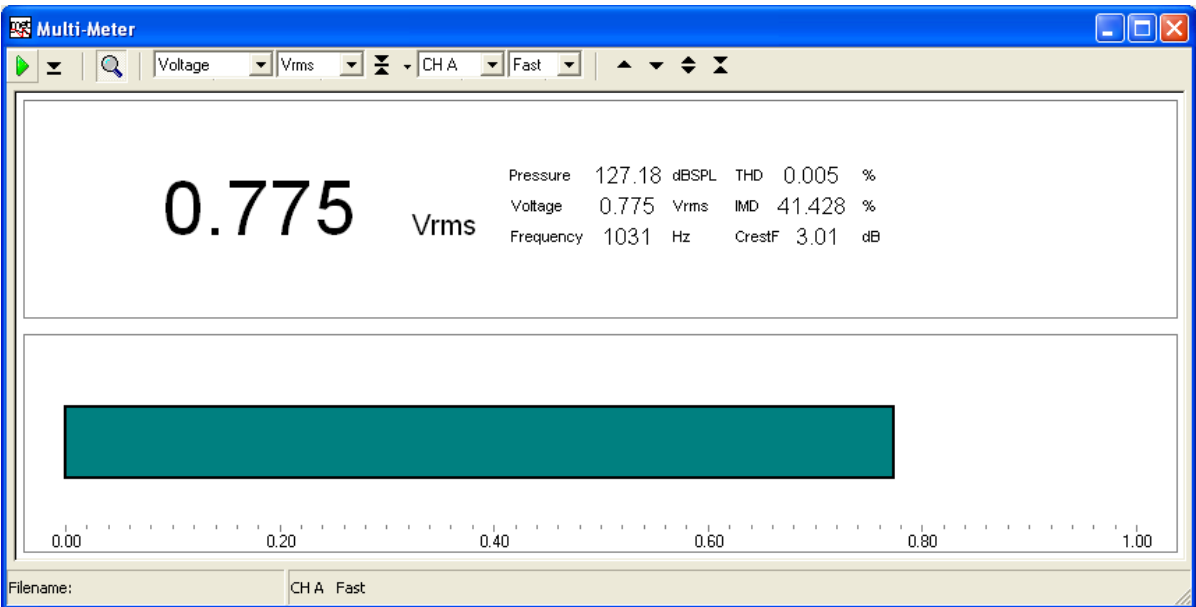 Multi-Meter
Voltage Vrms CH A Fast
0.775 Vrms
Pressure 127.18 dBSPL THD 0.005 %
Voltage 0.775 Vrms IMD 41.428 %
Frequency 1031 Hz CrestF 3.01 dB
0.00 0.20 0.40 0.60 0.80 1.00
Filename: CH A Fast